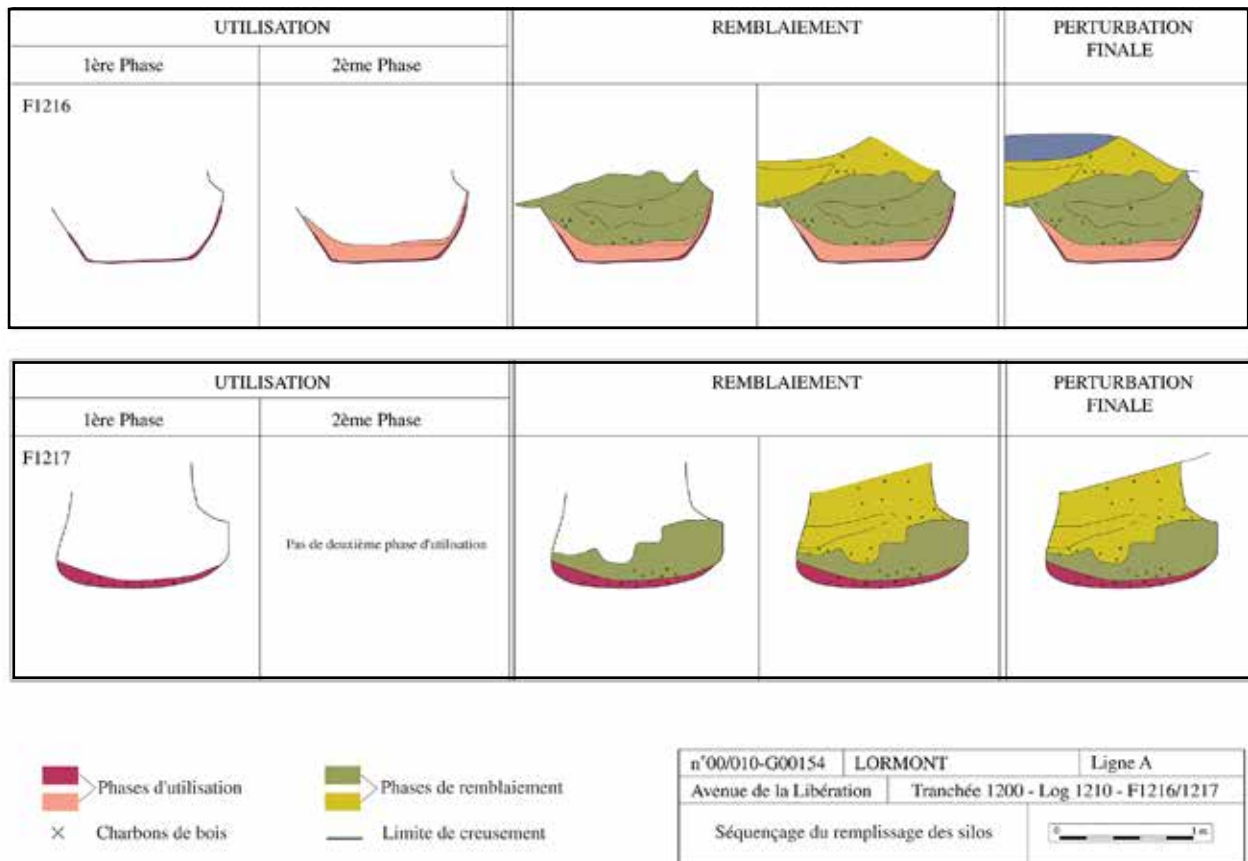 UTILISATION
REMBLAIEMENT
PERTURBATION
FINALE
1ère Phase
2ème Phase
F1216
UTILISATION
REMBLAIEMENT
PERTURBATION
FINALE
1ère Phase
2ème Phase
F1217
Pas de deuxième phase d'utilisation
Phases d'utilisation
Phases de remblaiement
Charbons de bois
Limite de creusement
n°00/010-G00154
LORMONT
Ligne A
Avenue de la Libération
Tranchée 1200 - Log 1210 - F1216/1217
Séquençage du remplissage des silos
0
1 m